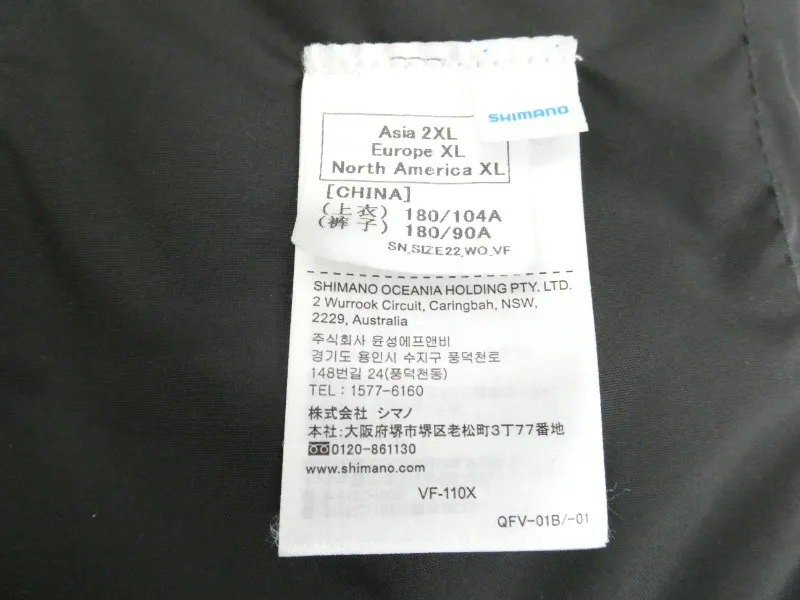 SHIMANO
Asia 2XL
Europe XL
North America XL
[CHINA]
(上衣) 180/104A
(裤子) 180/90A
SN_SIZE22_WO_VF
SHIMANO OCEANIA HOLDING PTY. LTD.
2 Wurrook Circuit, Caringbah, NSW,
2229, Australia
주식회사 윤성에프앤비
경기도 용인시 수지구 풍덕천로
148번길 24(풍덕천동)
TEL : 1577-6160
株式会社 シマノ
本社:大阪府堺市堺区老松町3丁77番地
0120-861130
www.shimano.com
VF-110X
QFV-01B/-01